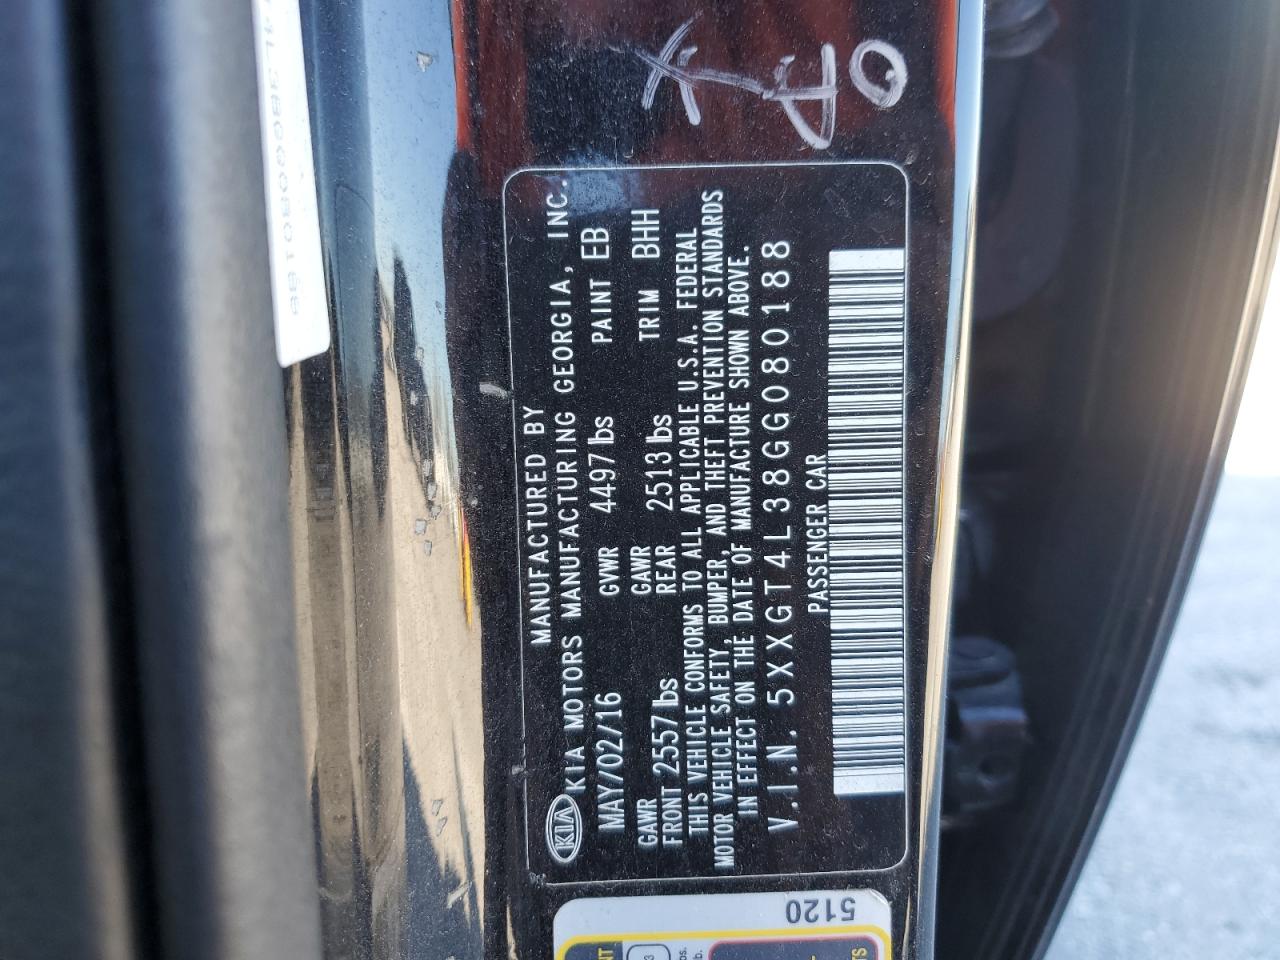 MANUFACTURED BY
KIA KIA MOTORS MANUFACTURING GEORGIA, INC.
MAY/02/16 GVWR 4497 lbs PAINT EB
GAWR FRONT 2557 lbs GAWR REAR 2513 lbs TRIM BHH
THIS VEHICLE CONFORMS TO ALL APPLICABLE U.S.A. FEDERAL
MOTOR VEHICLE SAFETY, BUMPER, AND THEFT PREVENTION STANDARDS
IN EFFECT ON THE DATE OF MANUFACTURE SHOWN ABOVE.
V.I.N. 5XXGT4L38GG080188
PASSENGER CAR
5120